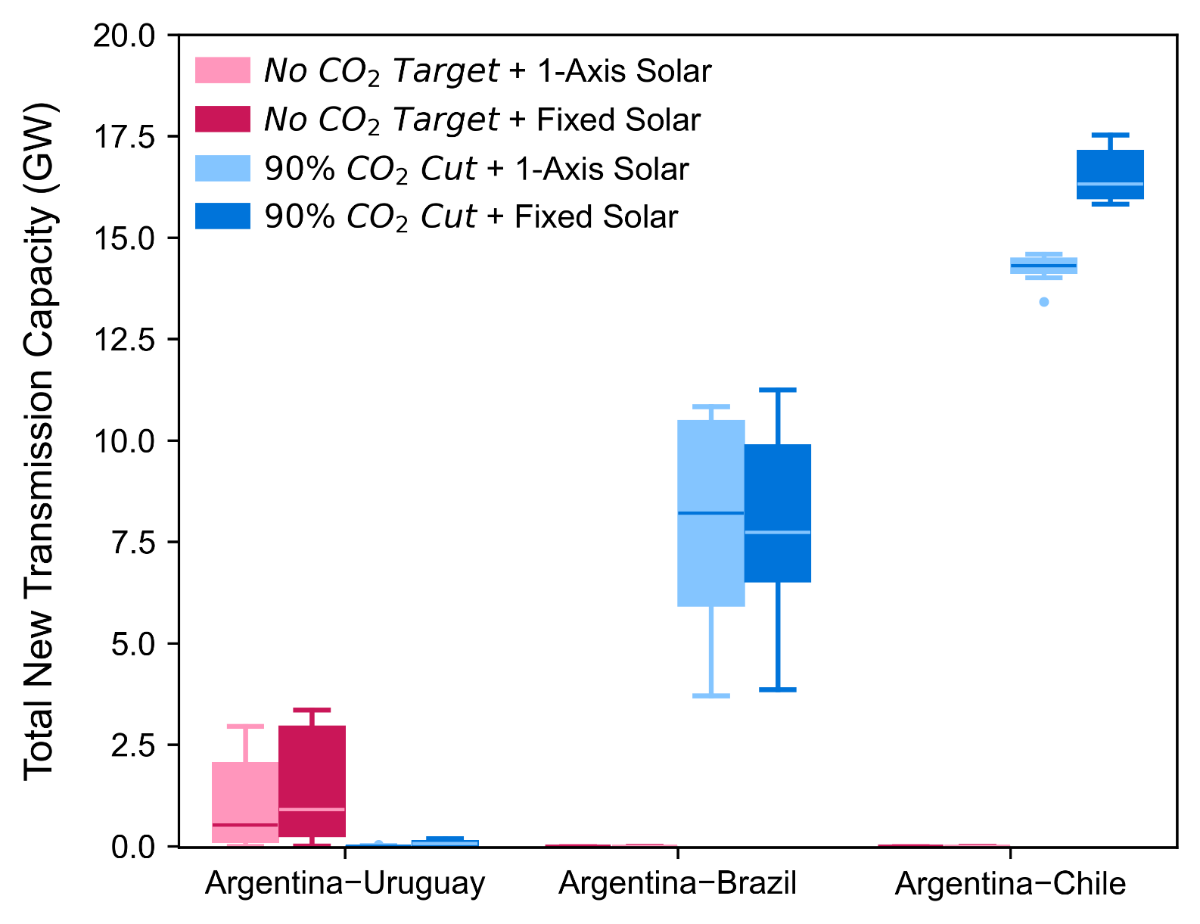 Total New Transmission Capacity (GW)
20.0
17.5
15.0
12.5
10.0
7.5
5.0
2.5
0.0
No CO₂ Target + 1-Axis Solar
No CO₂ Target + Fixed Solar
90% CO₂ Cut + 1-Axis Solar
90% CO₂ Cut + Fixed Solar
Argentina−Uruguay
Argentina−Brazil
Argentina−Chile